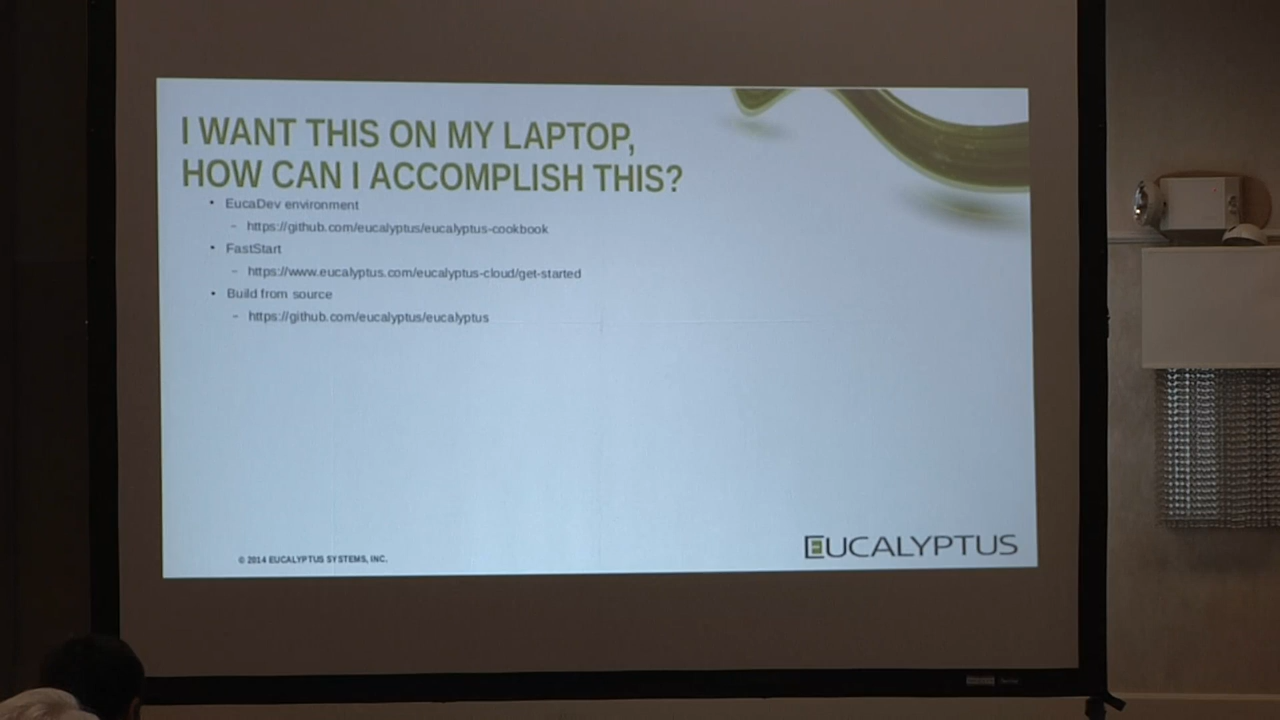 I WANT THIS ON MY LAPTOP,
HOW CAN I ACCOMPLISH THIS?
• EucaDev environment
– https://github.com/eucalyptus/eucalyptus-cookbook
• FastStart
– https://www.eucalyptus.com/eucalyptus-cloud/get-started
• Build from source
– https://github.com/eucalyptus/eucalyptus
© 2014 EUCALYPTUS SYSTEMS, INC.
EUCALYPTUS